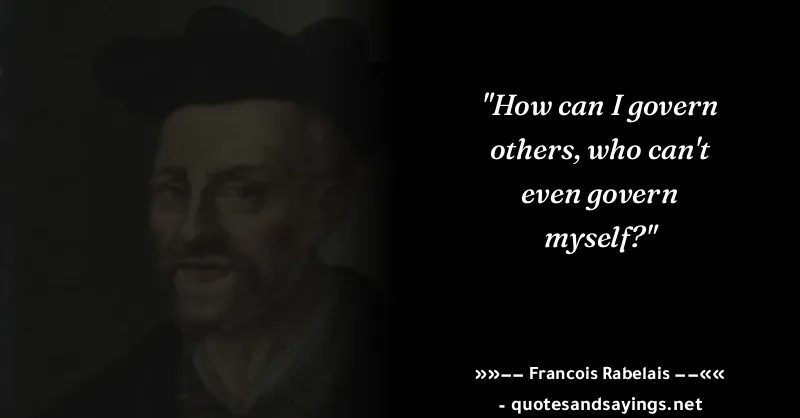 "How can I govern
others, who can't
even govern
myself?"
»»–– Francois Rabelais ––««
- quotesandsayings.net